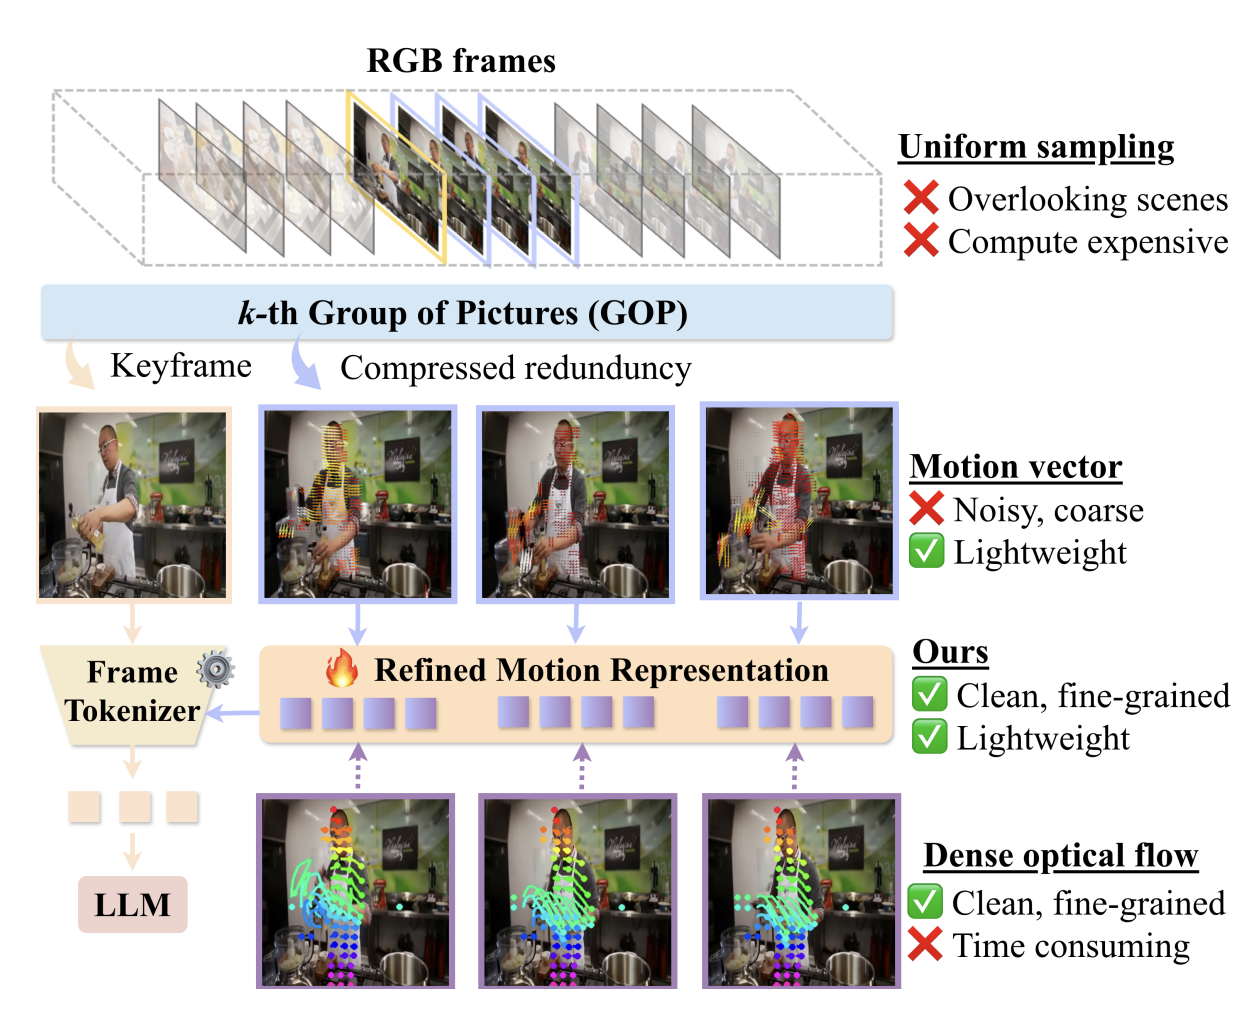 RGB frames
Uniform sampling
❌ Overlooking scenes
❌ Compute expensive
k-th Group of Pictures (GOP)
Keyframe
Compressed redunduncy
Motion vector
❌ Noisy, coarse
✅ Lightweight
Frame
Tokenizer
Refined Motion Representation
Ours
✅ Clean, fine-grained
✅ Lightweight
LLM
Dense optical flow
✅ Clean, fine-grained
❌ Time consuming